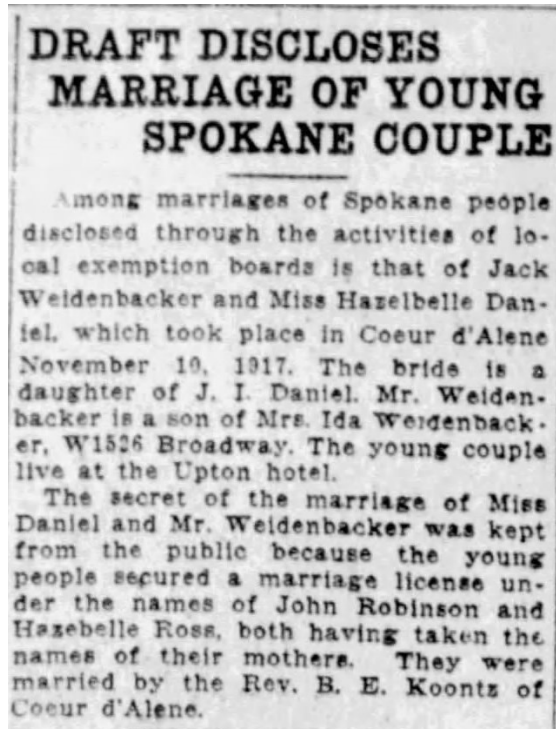 DRAFT DISCLOSES
MARRIAGE OF YOUNG
SPOKANE COUPLE
Among marriages of Spokane people
disclosed through the activities of lo-
cal exemption boards is that of Jack
Weidenbacker and Miss Hazelbelle Dan-
iel, which took place in Coeur d'Alene
November 10, 1917. The bride is a
daughter of J. I. Daniel. Mr. Weiden-
backer is a son of Mrs. Ida Weidenback-
er, W1526 Broadway. The young couple
live at the Upton hotel.
The secret of the marriage of Miss
Daniel and Mr. Weidenbacker was kept
from the public because the young
people secured a marriage license un-
der the names of John Robinson and
Hazebelle Ross, both having taken the
names of their mothers. They were
married by the Rev. B. E. Koontz of
Coeur d'Alene.